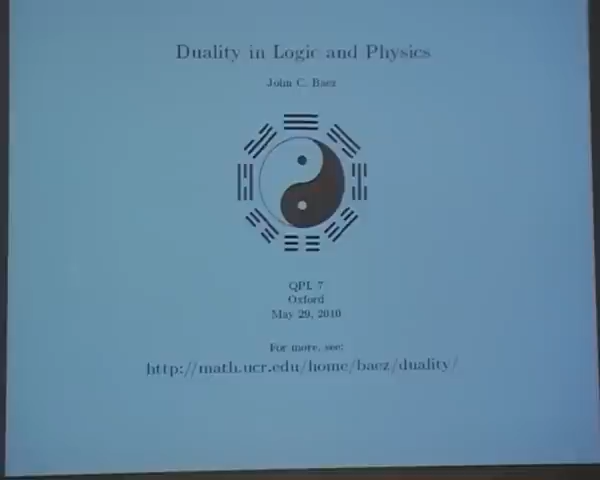 Duality in Logic and Physics
John C. Baez
QPL 7
Oxford
May 29, 2010
For more, see:
http://math.ucr.edu/home/baez/duality/